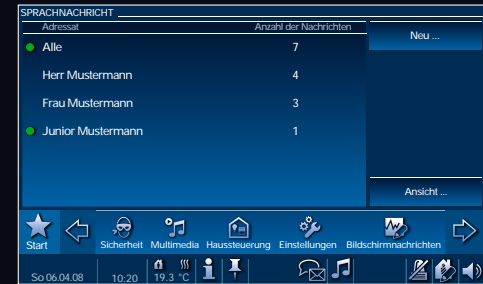 SPRACHNACHRICHT
Adressat Anzahl der Nachrichten
Neu ...
Alle 7
Herr Mustermann 4
Frau Mustermann 3
Junior Mustermann 1
Ansicht ...
Start Sicherheit Multimedia Haussteuerung Einstellungen Bildschirmnachrichten
So 06.04.08 10:20 19.3 °C